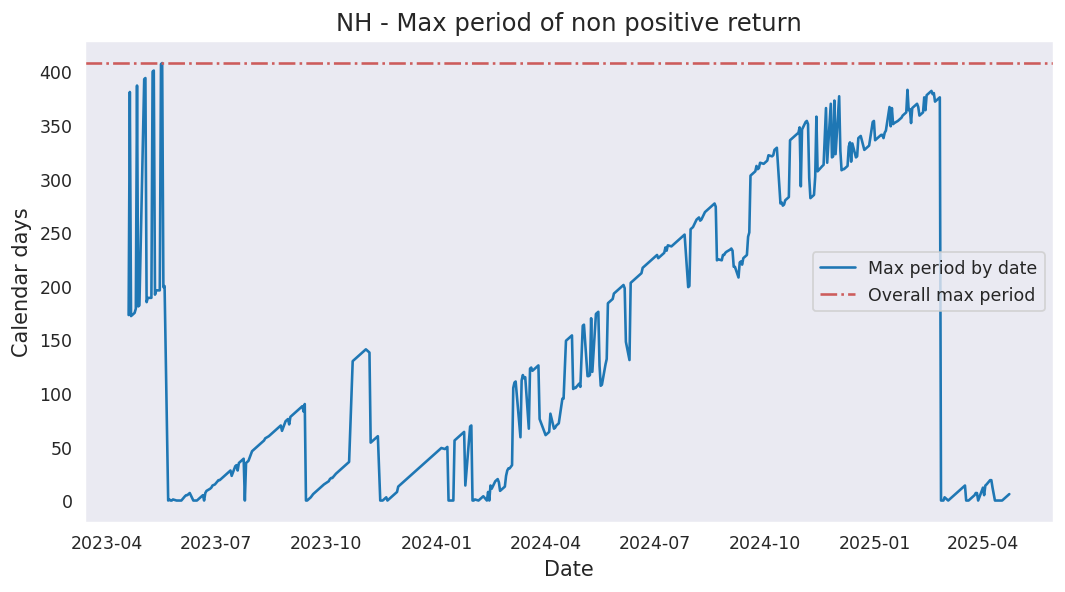 NH - Max period of non positive return
Calendar days
400
350
300
250
200
150
100
50
0
Max period by date
Overall max period
2023-04 2023-07 2023-10 2024-01 2024-04 2024-07 2024-10 2025-01 2025-04
Date